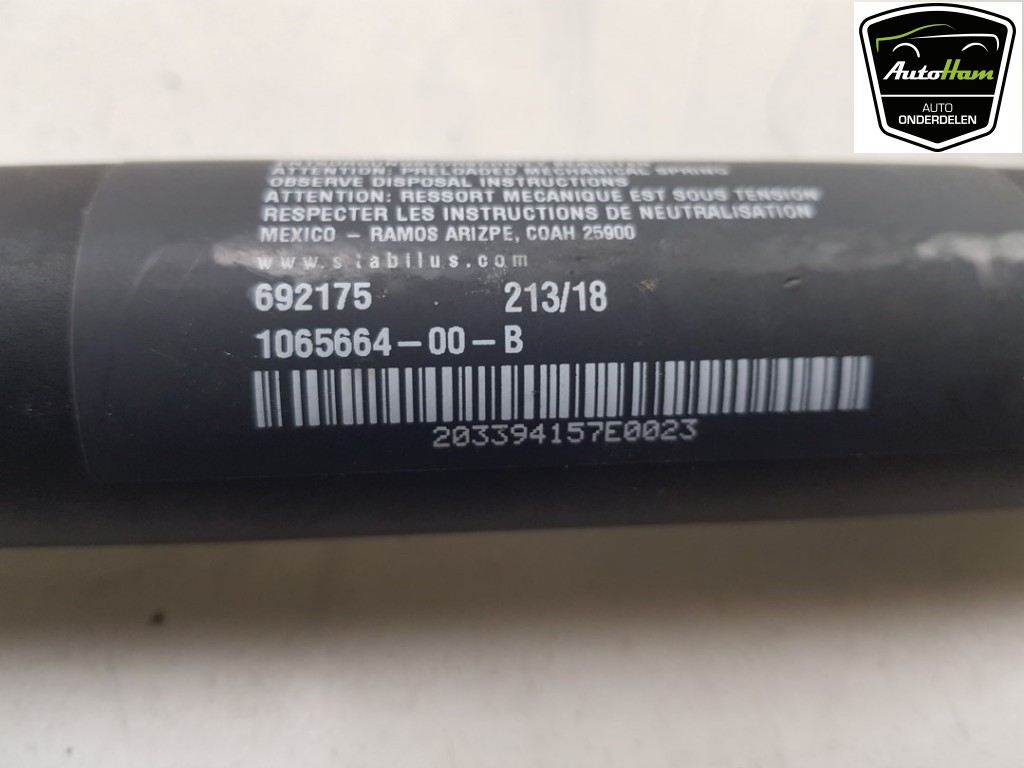 AutoHam
AUTO
ONDERDELEN
ATTENTION: PRELOADED MECHANICAL SPRING
OBSERVE DISPOSAL INSTRUCTIONS
ATTENTION: RESSORT MECANIQUE EST SOUS TENSION
RESPECTER LES INSTRUCTIONS DE NEUTRALISATION
MEXICO - RAMOS ARIZPE, COAH 25900
www.stabilus.com
692175 213/18
1065664-00-B
203394157E0023